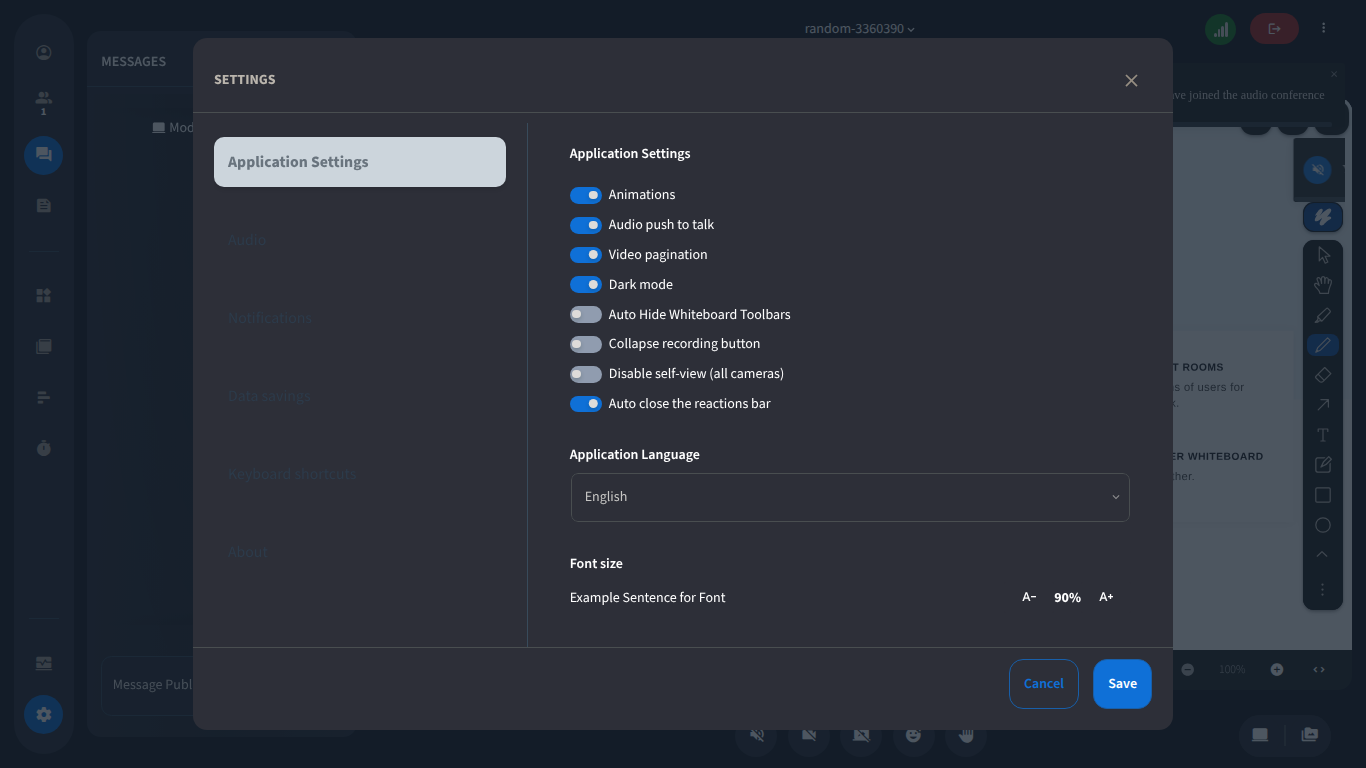 random-3360390
MESSAGES
1
SETTINGS
ve joined the audio conference
Mod
Application Settings
Audio
Notifications
Data savings
Keyboard shortcuts
About
Application Settings
Animations
Audio push to talk
Video pagination
Dark mode
Auto Hide Whiteboard Toolbars
Collapse recording button
Disable self-view (all cameras)
Auto close the reactions bar
Application Language
English
Font size
Example Sentence for Font
A- 90% A+
Cancel Save
T ROOMS
s of users for
x.
ER WHITEBOARD
ther.
Message Publ
100%